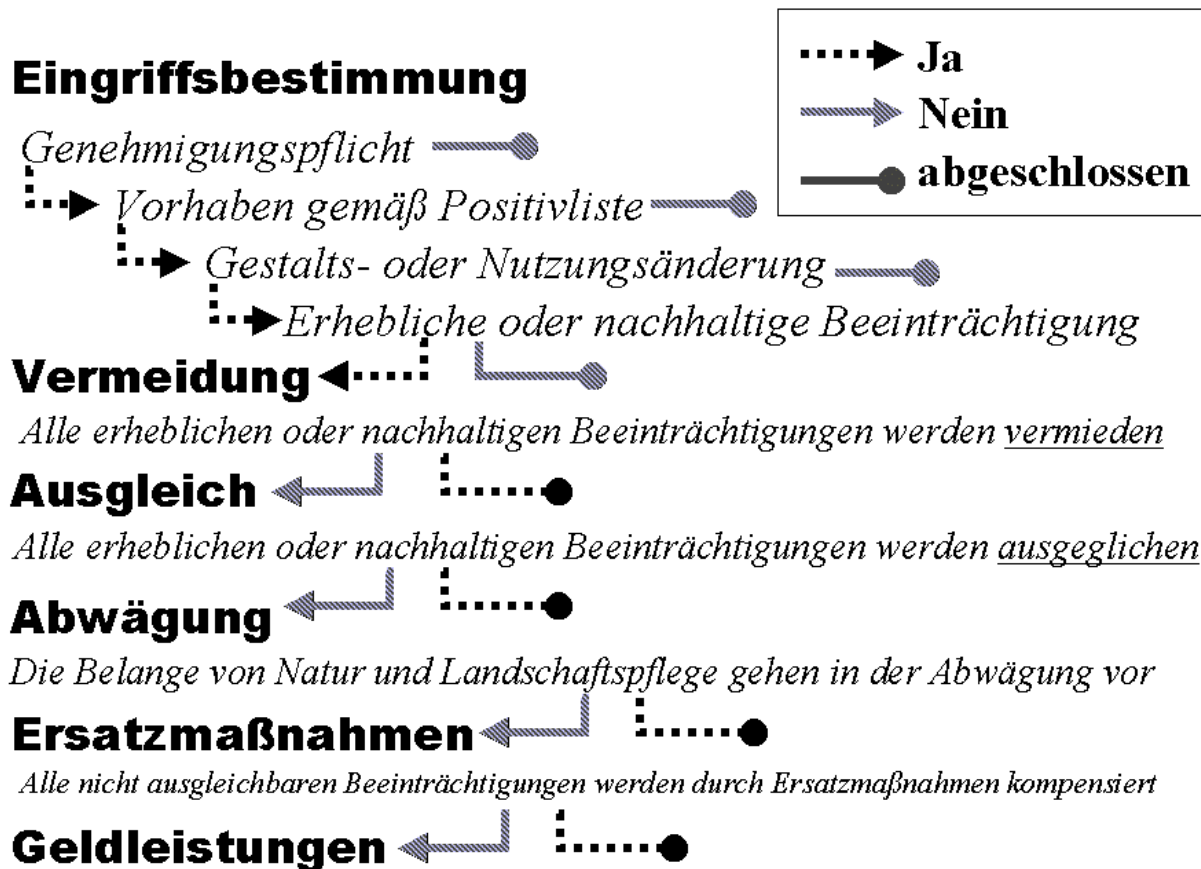 Ja
Nein
abgeschlossen
Eingriffsbestimmung
Genehmigungspflicht
Vorhaben gemäß Positivliste
Gestalts- oder Nutzungsänderung
Erhebliche oder nachhaltige Beeinträchtigung
Vermeidung
Alle erheblichen oder nachhaltigen Beeinträchtigungen werden vermieden
Ausgleich
Alle erheblichen oder nachhaltigen Beeinträchtigungen werden ausgeglichen
Abwägung
Die Belange von Natur und Landschaftspflege gehen in der Abwägung vor
Ersatzmaßnahmen
Alle nicht ausgleichbaren Beeinträchtigungen werden durch Ersatzmaßnahmen kompensiert
Geldleistungen